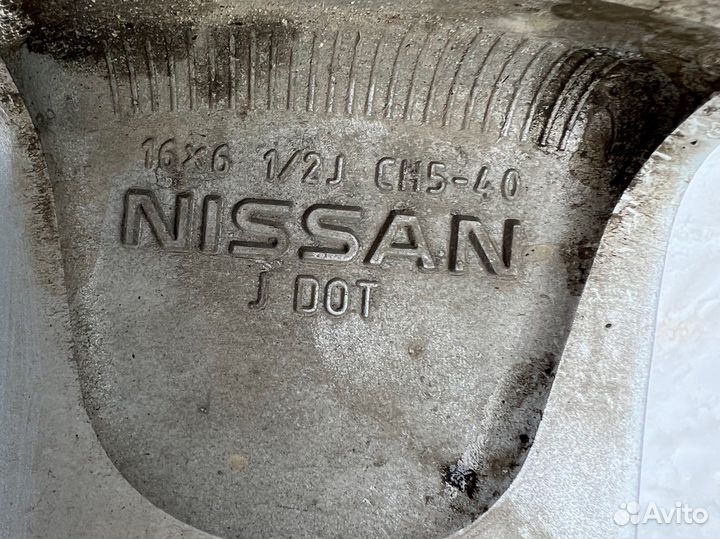 16X6 1/2J CH5-40
NISSAN
J DOT
Avito